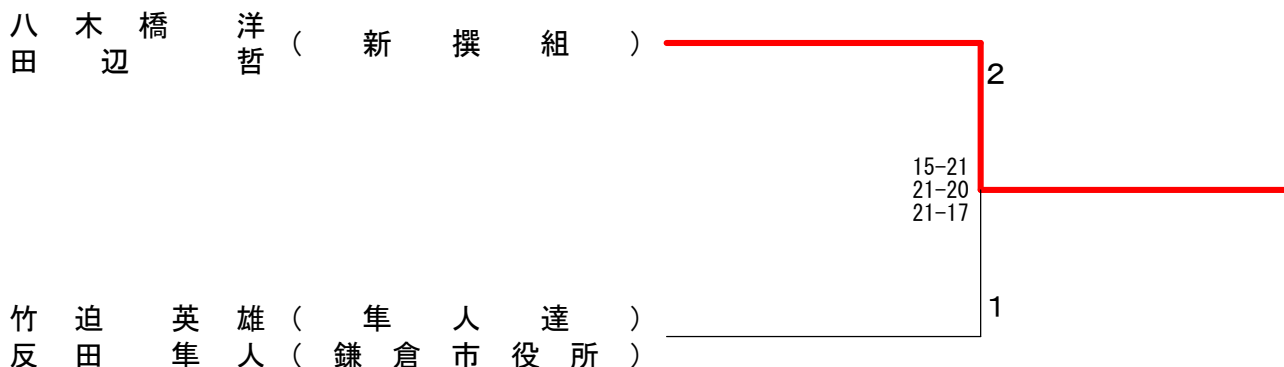 八木橋 洋
田辺 哲
(新撰組)
2
15-21
21-20
21-17
1
竹迫 英雄(隼人達)
反田 隼人(鎌倉市役所)